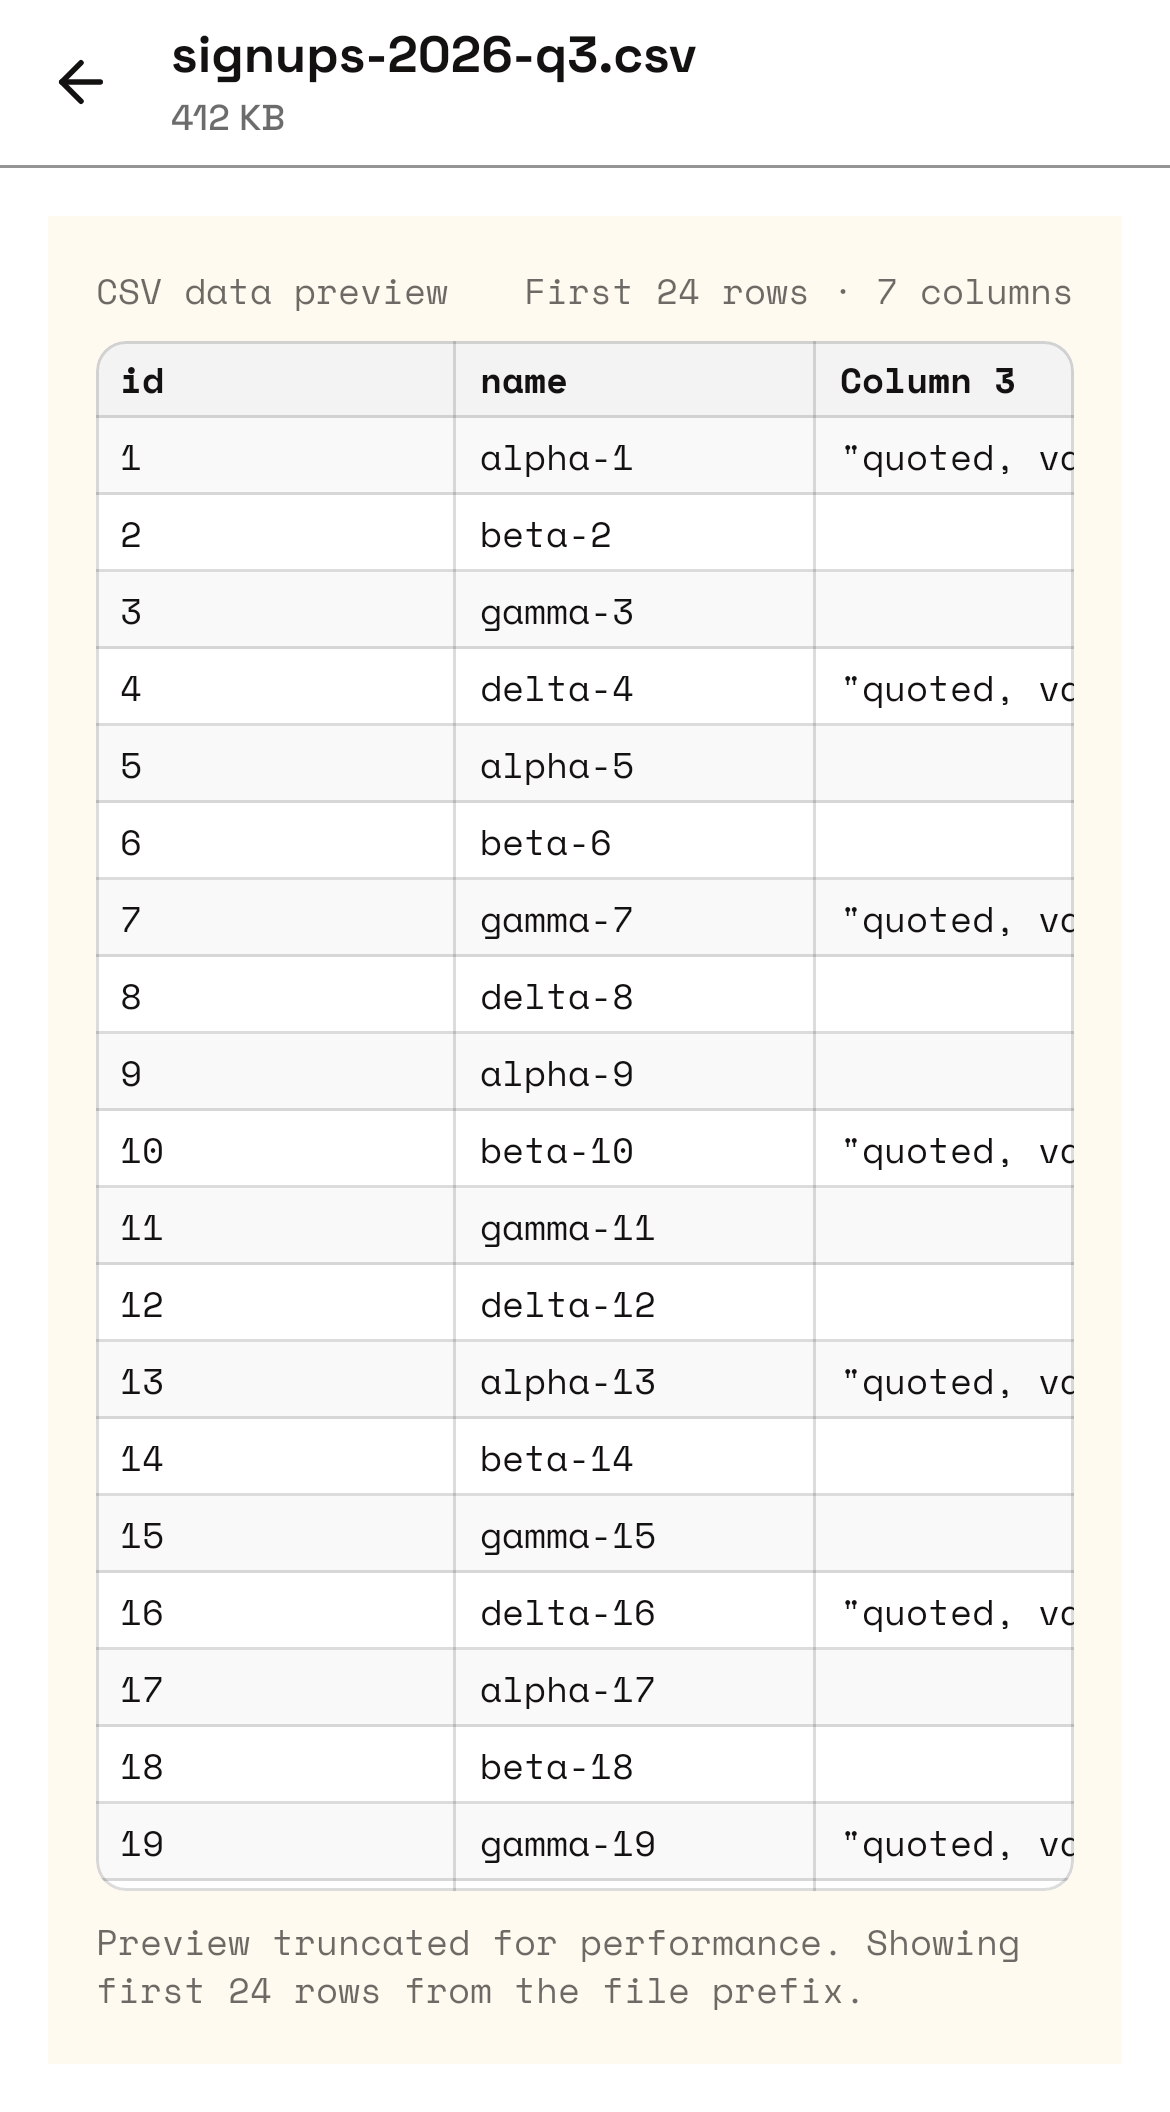 signups-2026-q3.csv
412 KB
CSV data preview First 24 rows · 7 columns
id name Column 3
1 alpha-1 "quoted,
2 beta-2
3 gamma-3
4 delta-4 "quoted,
5 alpha-5
6 beta-6
7 gamma-7 "quoted,
8 delta-8
9 alpha-9
10 beta-10 "quoted,
11 gamma-11
12 delta-12
13 alpha-13 "quoted,
14 beta-14
15 gamma-15
16 delta-16 "quoted,
17 alpha-17
18 beta-18
19 gamma-19 "quoted,
Preview truncated for performance. Showing
first 24 rows from the file prefix.